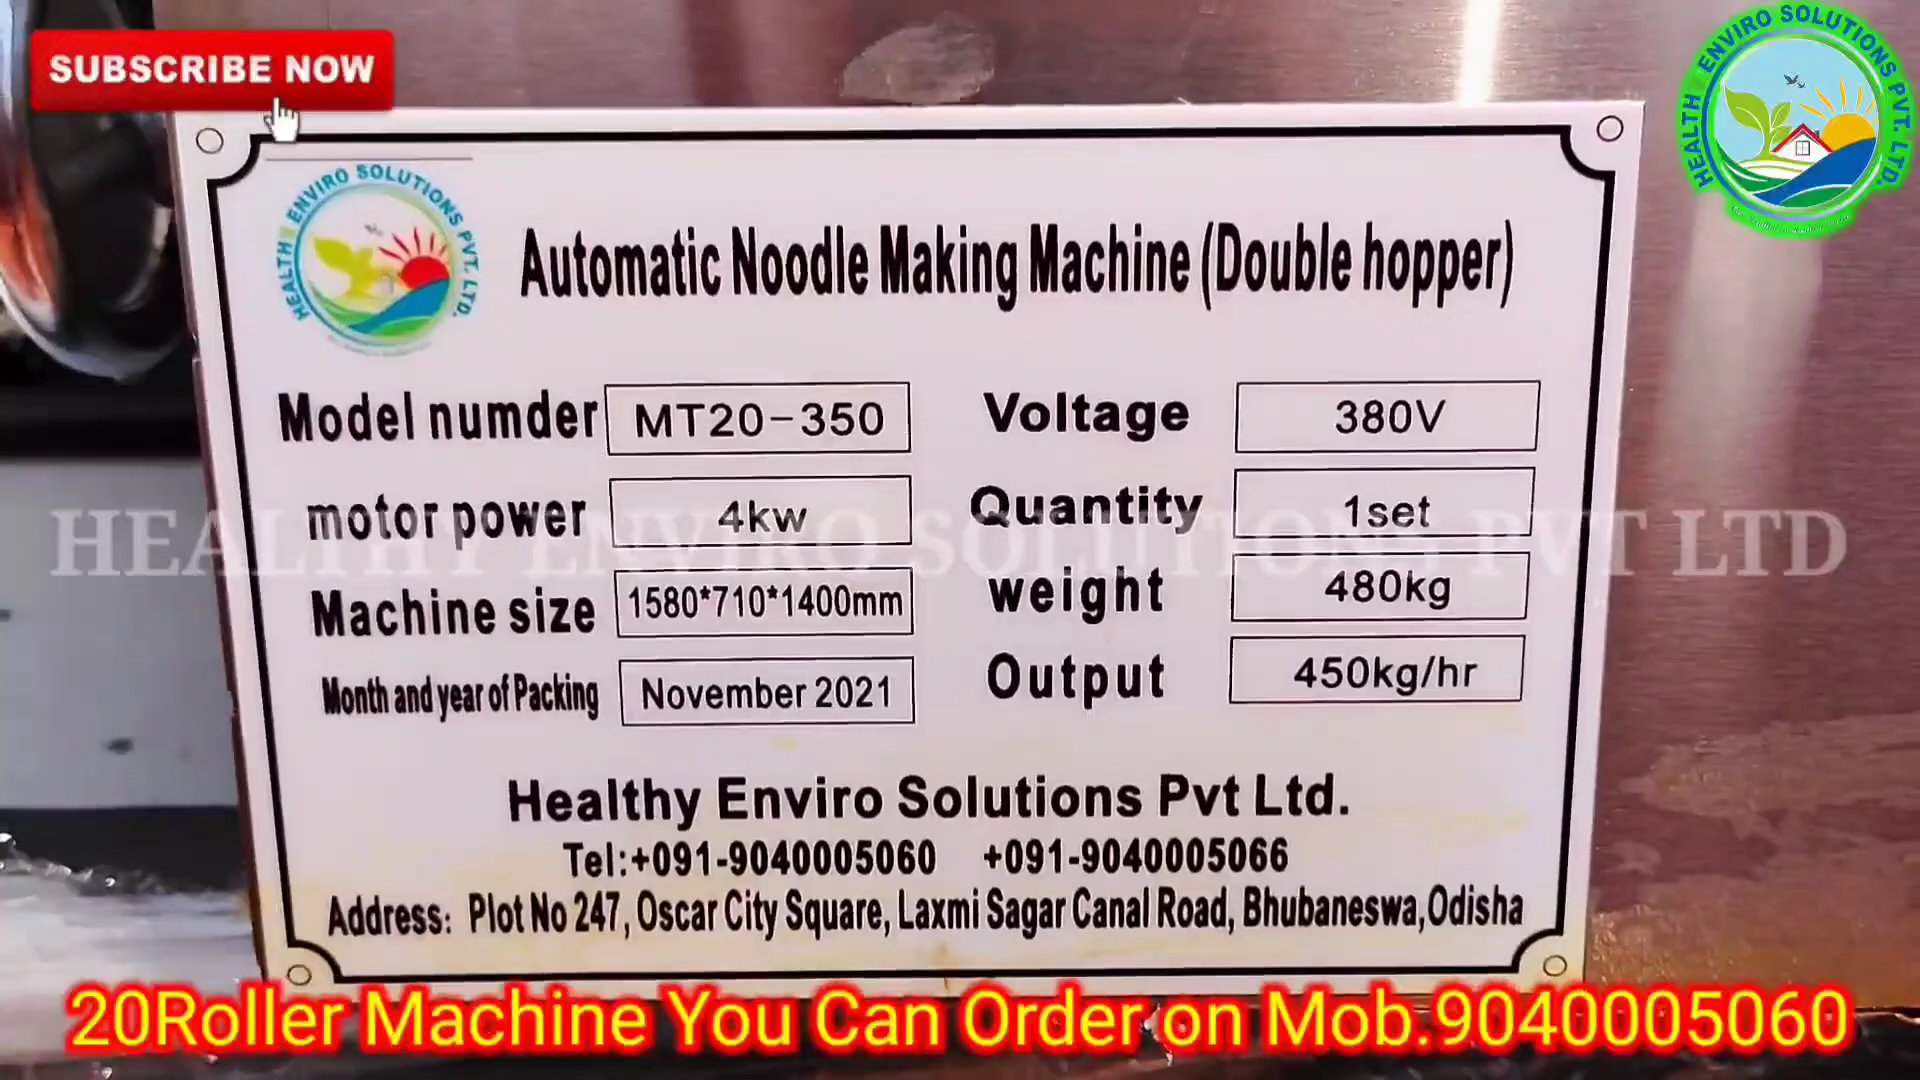 SUBSCRIBE NOW
HEALTH ENVIRO SOLUTIONS PVT. LTD.
HEALTH ENVIRO SOLUTIONS PVT. LTD.
Automatic Noodle Making Machine (Double hopper)
Model numder MT20-350 Voltage 380V
motor power 4kw Quantity 1set
HEALTHY ENVIRO SOLUTIONS PVT LTD
Machine size 1580*710*1400mm weight 480kg
Month and year of Packing November 2021 Output 450kg/hr
Healthy Enviro Solutions Pvt Ltd.
Tel:+091-9040005060 +091-9040005066
Address: Plot No 247, Oscar City Square, Laxmi Sagar Canal Road, Bhubaneswa,Odisha
20Roller Machine You Can Order on Mob.9040005060